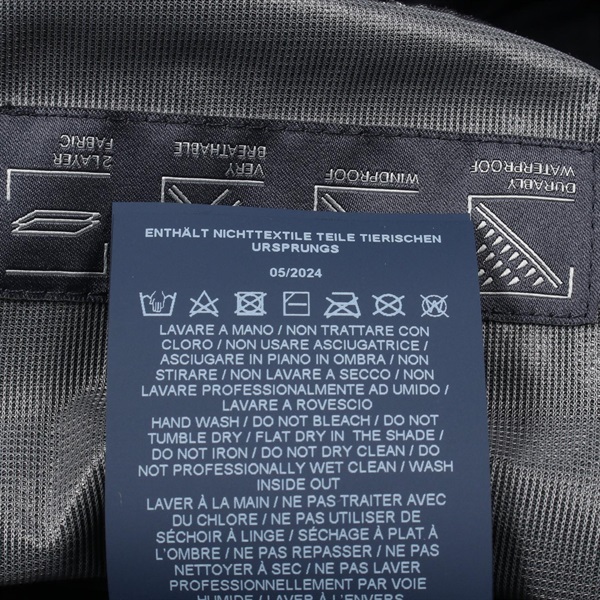 2 LAYER
FABRIC
VERY
BREATHABLE
WINDPROOF
DURABLY
WATERPROOF
ENTHÄLT NICHTTEXTILE TEILE TIERISCHEN
URSPRUNGS
05/2024
LAVARE A MANO / NON TRATTARE CON
CLORO / NON USARE ASCIUGATRICE /
ASCIUGARE IN PIANO IN OMBRA / NON
STIRARE / NON LAVARE A SECCO / NON
LAVARE PROFESSIONALMENTE AD UMIDO /
LAVARE A ROVESCIO
HAND WASH / DO NOT BLEACH / DO NOT
TUMBLE DRY / FLAT DRY IN THE SHADE /
DO NOT IRON / DO NOT DRY CLEAN / DO
NOT PROFESSIONALLY WET CLEAN / WASH
INSIDE OUT
LAVER À LA MAIN / NE PAS TRAITER AVEC
DU CHLORE / NE PAS UTILISER DE
SÉCHOIR À LINGE / SÉCHAGE À PLAT À
L'OMBRE / NE PAS REPASSER / NE PAS
NETTOYER À SEC / NE PAS LAVER
PROFESSIONNELLEMENT PAR VOIE
HUMIDE / LAVER À L'ENVERS